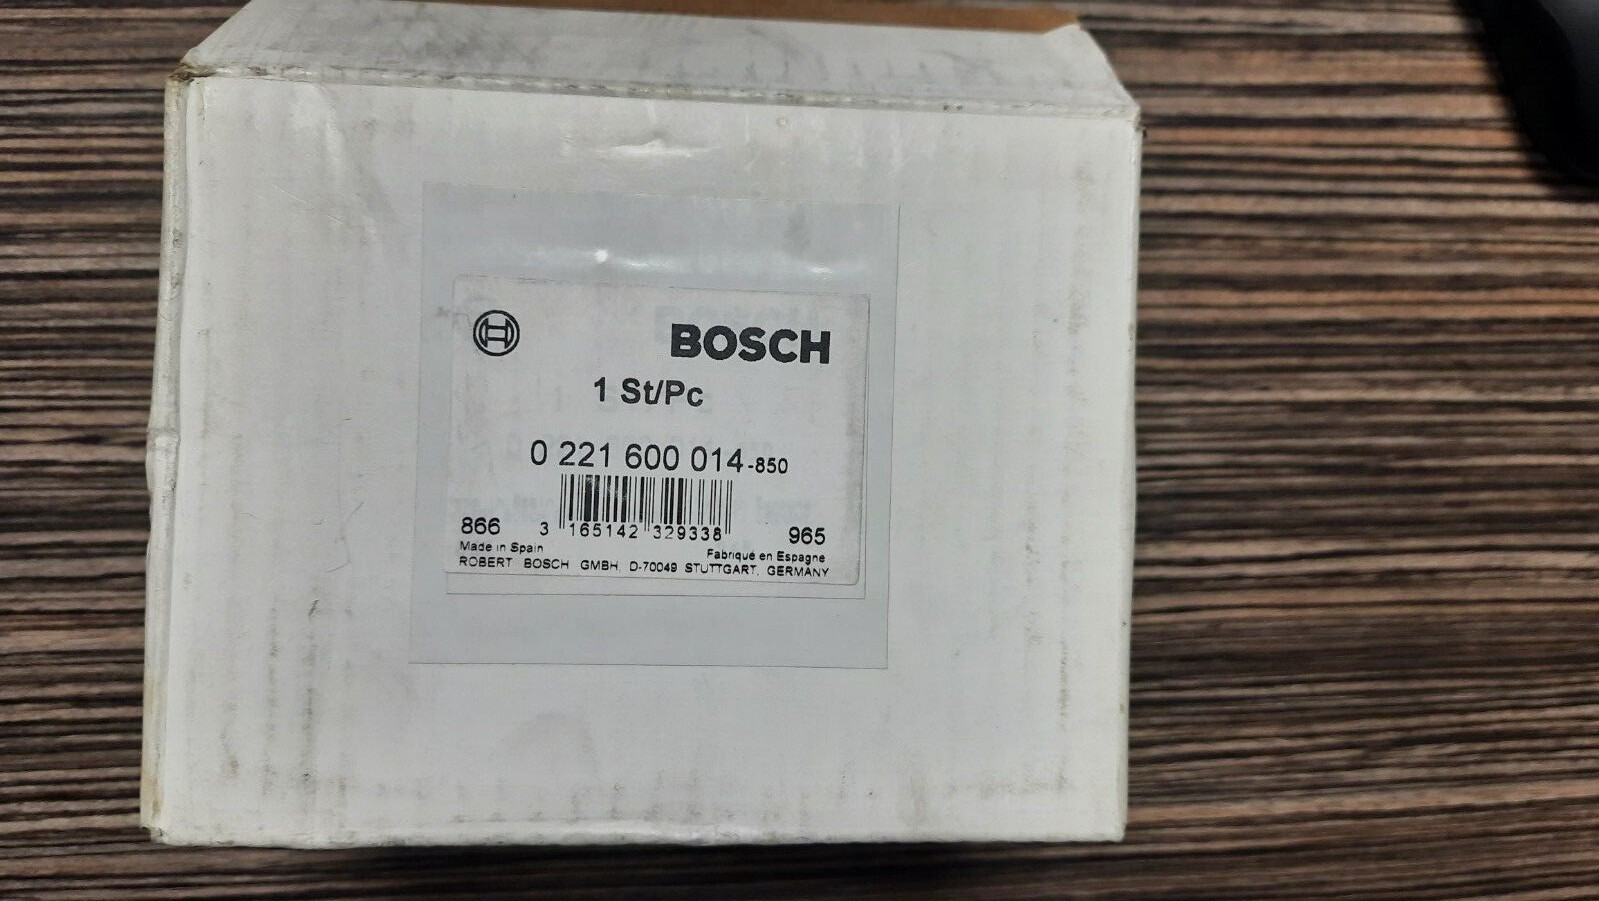 BOSCH
1 St/Pc
0 221 600 014-850
866 3 165142 329338 965
Made in Spain Fabriqué en Espagne
ROBERT BOSCH GMBH, D-70049 STUTTGART, GERMANY